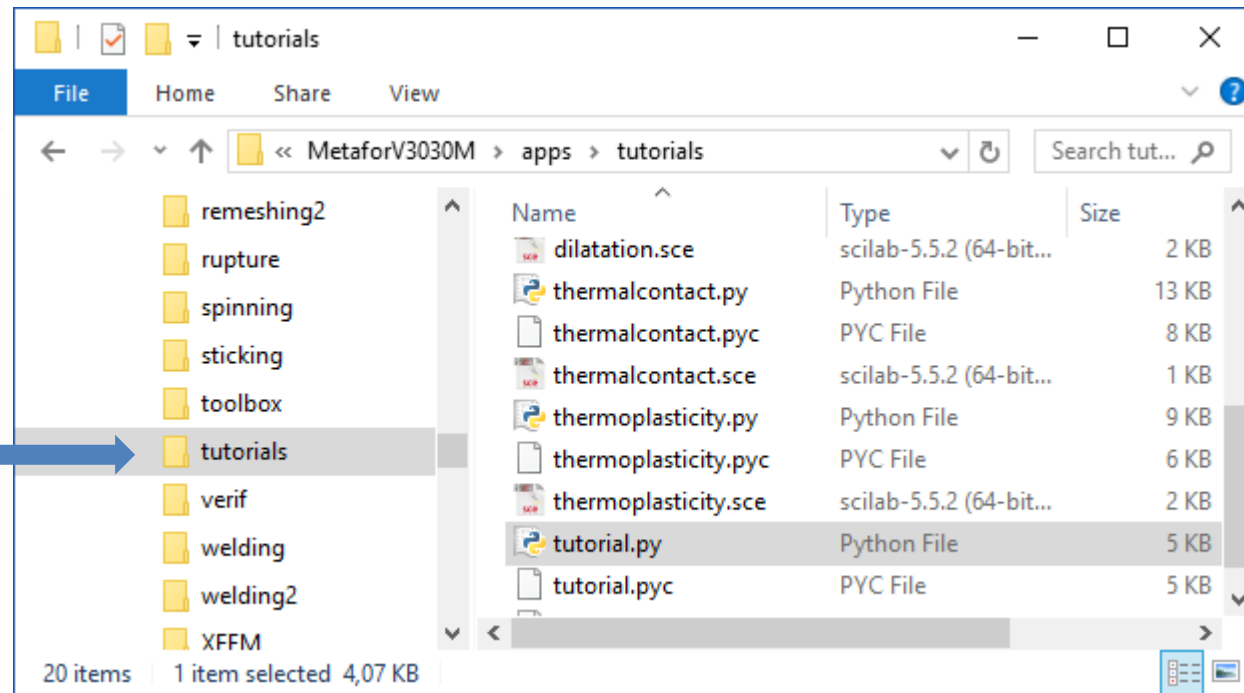 tutorials
File Home Share View
« MetaforV3030M > apps > tutorials Search tut...
remeshing2
rupture
spinning
sticking
toolbox
tutorials
verif
welding
welding2
XFEM
Name Type Size
dilatation.sce scilab-5.5.2 (64-bit... 2 KB
thermalcontact.py Python File 13 KB
thermalcontact.pyc PYC File 8 KB
thermalcontact.sce scilab-5.5.2 (64-bit... 1 KB
thermoplasticity.py Python File 9 KB
thermoplasticity.pyc PYC File 6 KB
thermoplasticity.sce scilab-5.5.2 (64-bit... 2 KB
tutorial.py Python File 5 KB
tutorial.pyc PYC File 5 KB
20 items 1 item selected 4,07 KB